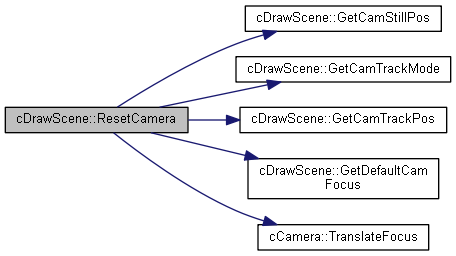 cDrawScene::GetCamStillPos
cDrawScene::GetCamTrackMode
cDrawScene::ResetCamera
cDrawScene::GetCamTrackPos
cDrawScene::GetDefaultCam
Focus
cCamera::TranslateFocus